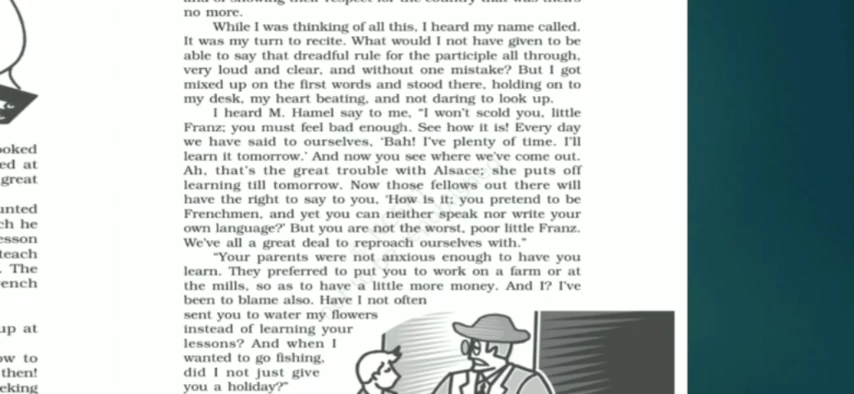 no more.
While I was thinking of all this, I heard my name called.
It was my turn to recite. What would I not have given to be
able to say that dreadful rule for the participle all through,
very loud and clear, and without one mistake? But I got
mixed up on the first words and stood there, holding on to
my desk, my heart beating, and not daring to look up.
I heard M. Hamel say to me, “I won't scold you, little
Franz; you must feel bad enough. See how it is! Every day
we have said to ourselves, ‘Bah! I've plenty of time. I'll
learn it tomorrow.’ And now you see where we've come out.
Ah, that's the great trouble with Alsace; she puts off
learning till tomorrow. Now those fellows out there will
have the right to say to you, ‘How is it; you pretend to be
Frenchmen, and yet you can neither speak nor write your
own language?’ But you are not the worst, poor little Franz.
We've all a great deal to reproach ourselves with.”
“Your parents were not anxious enough to have you
learn. They preferred to put you to work on a farm or at
the mills, so as to have a little more money. And I? I've
been to blame also. Have I not often
sent you to water my flowers
instead of learning your
lessons? And when I
wanted to go fishing,
did I not just give
you a holiday?”
ed at
great
ch he
teach
. The
up at
ow to
then!